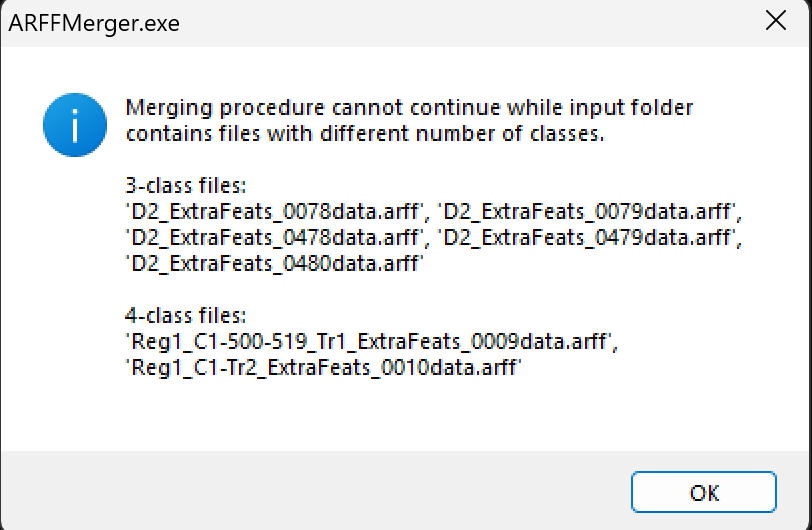 ARFFMerger.exe
Merging procedure cannot continue while input folder
contains files with different number of classes.
3-class files:
'D2_ExtraFeats_0078data.arff', 'D2_ExtraFeats_0079data.arff',
'D2_ExtraFeats_0478data.arff', 'D2_ExtraFeats_0479data.arff',
'D2_ExtraFeats_0480data.arff'
4-class files:
'Reg1_C1-500-519_Tr1_ExtraFeats_0009data.arff',
'Reg1_C1-Tr2_ExtraFeats_0010data.arff'
OK